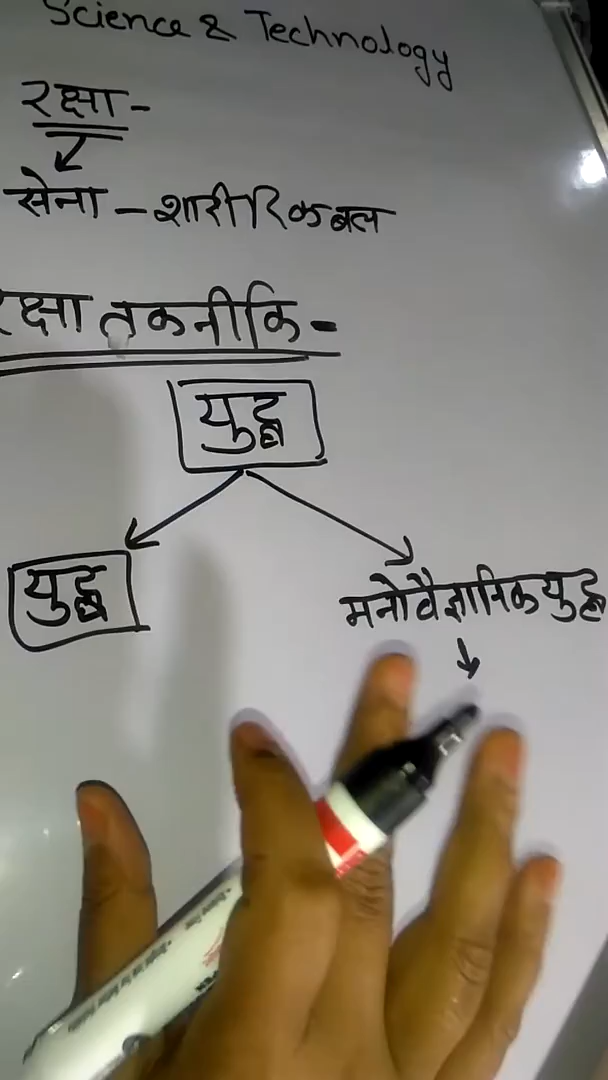 Science & Technology
रक्षा -
सेना - शारीरिक बल
रक्षा तकनीकि -
युद्ध
युद्ध
मनोवैज्ञानिक युद्ध